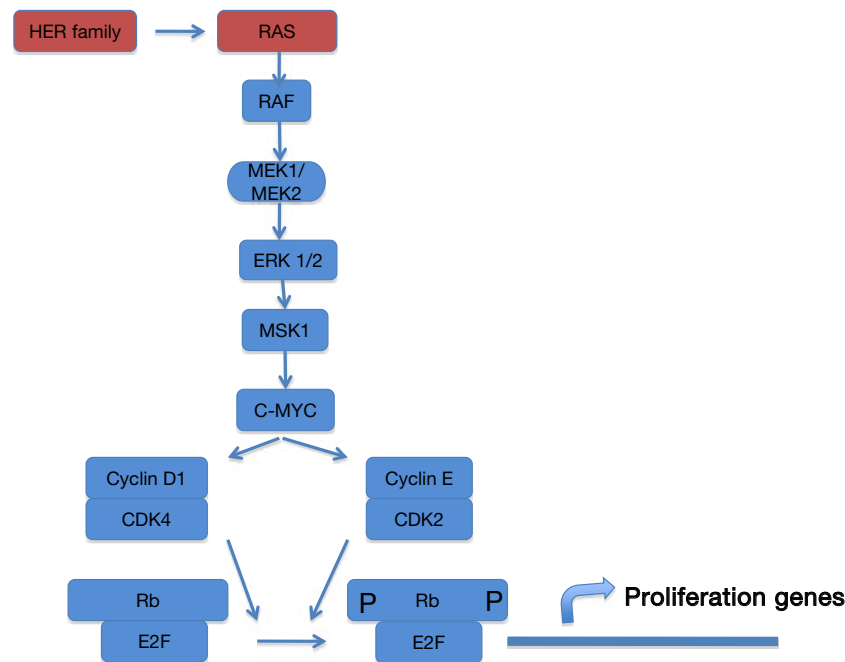 HER family
RAS
RAF
MEK1/
MEK2
ERK 1/2
MSK1
C-MYC
Cyclin D1
CDK4
Cyclin E
CDK2
Rb
E2F
P Rb P
E2F
Proliferation genes